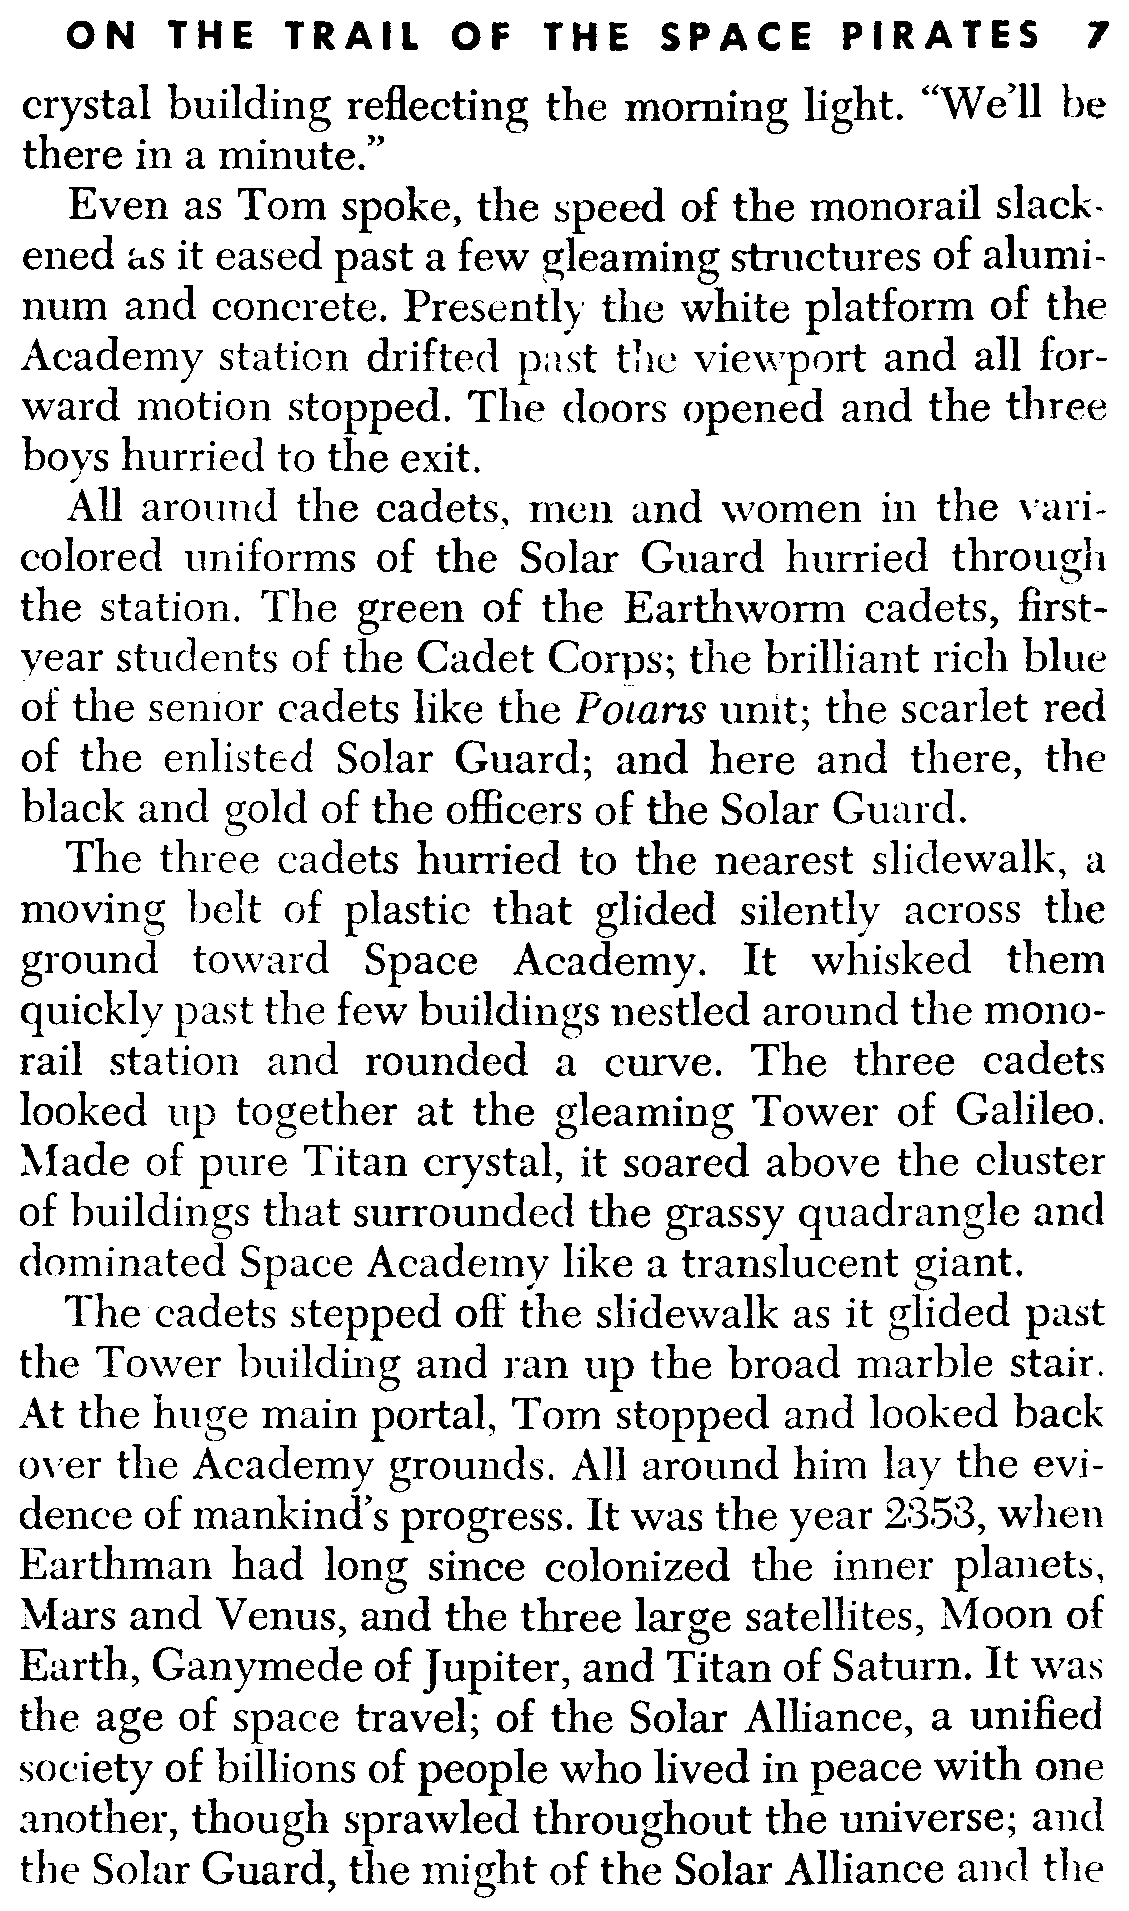 ON THE TRAIL OF THE SPACE PIRATES 7
crystal building reflecting the morning light. “We’ll be
there in a minute.”
Even as Tom spoke, the speed of the monorail slack-
ened as it eased past a few gleaming structures of alumi-
num and concrete. Presently the white platform of the
Academy station drifted past the viewport and all for-
ward motion stopped. The doors opened and the three
boys hurried to the exit.
All around the cadets, men and women in the vari-
colored uniforms of the Solar Guard hurried through
the station. The green of the Earthworm cadets, first-
year students of the Cadet Corps; the brilliant rich blue
of the senior cadets like the Polaris unit; the scarlet red
of the enlisted Solar Guard; and here and there, the
black and gold of the officers of the Solar Guard.
The three cadets hurried to the nearest slidewalk, a
moving belt of plastic that glided silently across the
ground toward Space Academy. It whisked them
quickly past the few buildings nestled around the mono-
rail station and rounded a curve. The three cadets
looked up together at the gleaming Tower of Galileo.
Made of pure Titan crystal, it soared above the cluster
of buildings that surrounded the grassy quadrangle and
dominated Space Academy like a translucent giant.
The cadets stepped off the slidewalk as it glided past
the Tower building and ran up the broad marble stair.
At the huge main portal, Tom stopped and looked back
over the Academy grounds. All around him lay the evi-
dence of mankind’s progress. It was the year 2353, when
Earthman had long since colonized the inner planets,
Mars and Venus, and the three large satellites, Moon of
Earth, Ganymede of Jupiter, and Titan of Saturn. It was
the age of space travel; of the Solar Alliance, a unified
society of billions of people who lived in peace with one
another, though sprawled throughout the universe; and
the Solar Guard, the might of the Solar Alliance and the